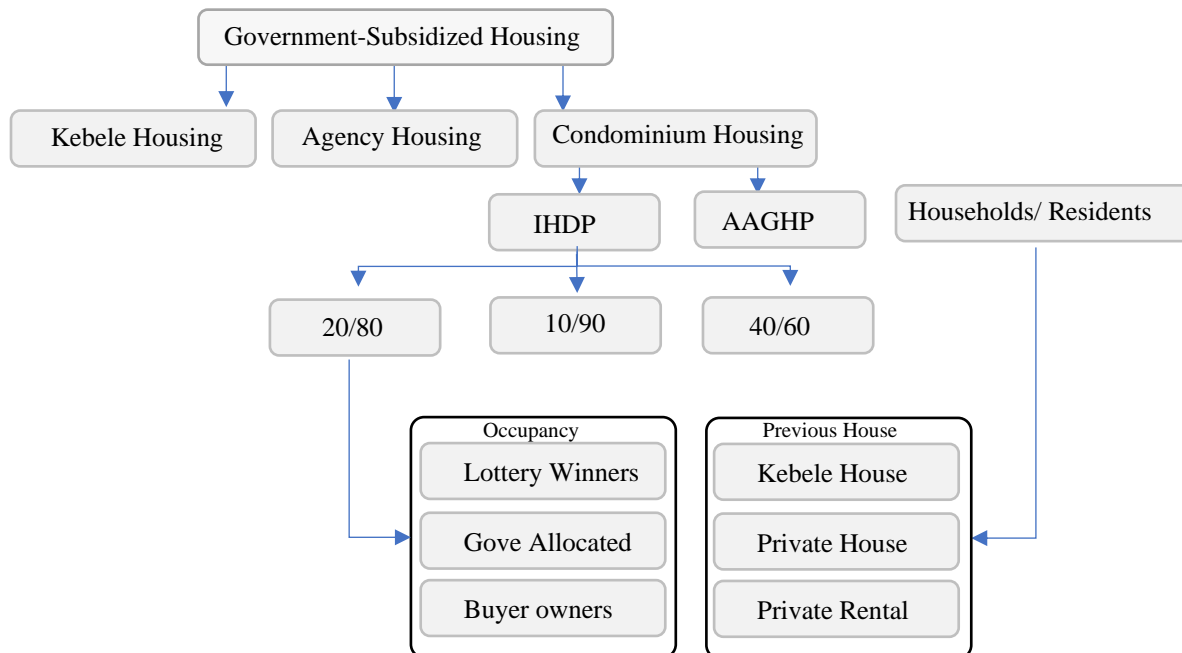 Government-Subsidized Housing
Kebele Housing
Agency Housing
Condominium Housing
IHDP
AAGHP
Households/ Residents
20/80
10/90
40/60
Occupancy
Lottery Winners
Gove Allocated
Buyer owners
Previous House
Kebele House
Private House
Private Rental